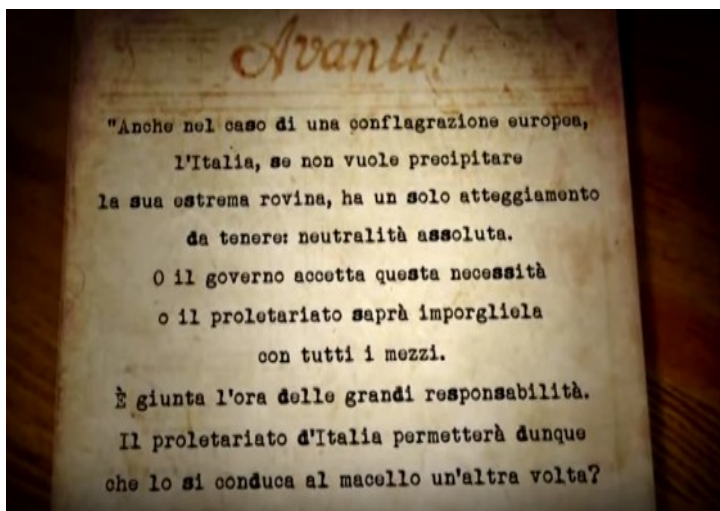 Avanti!
"Anche nel caso di una conflagrazione europea,
l'Italia, se non vuole precipitare
la sua estrema rovina, ha un solo atteggiamento
da tenere: neutralità assoluta.
O il governo accetta questa necessità
o il proletariato saprà imporgliela
con tutti i mezzi.
È giunta l'ora delle grandi responsabilità.
Il proletariato d'Italia permetterà dunque
che lo si conduca al macello un'altra volta?